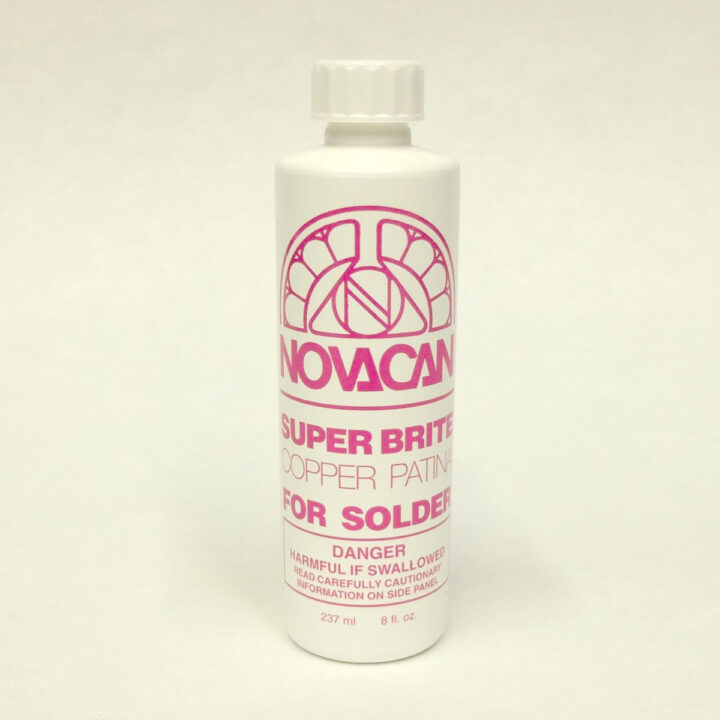 N
NOVACAN
SUPER BRITE
COPPER PATINA
FOR SOLDER
DANGER
HARMFUL IF SWALLOWED
READ CAREFULLY CAUTIONARY
INFORMATION ON SIDE PANEL
237 ml 8 fl. oz.